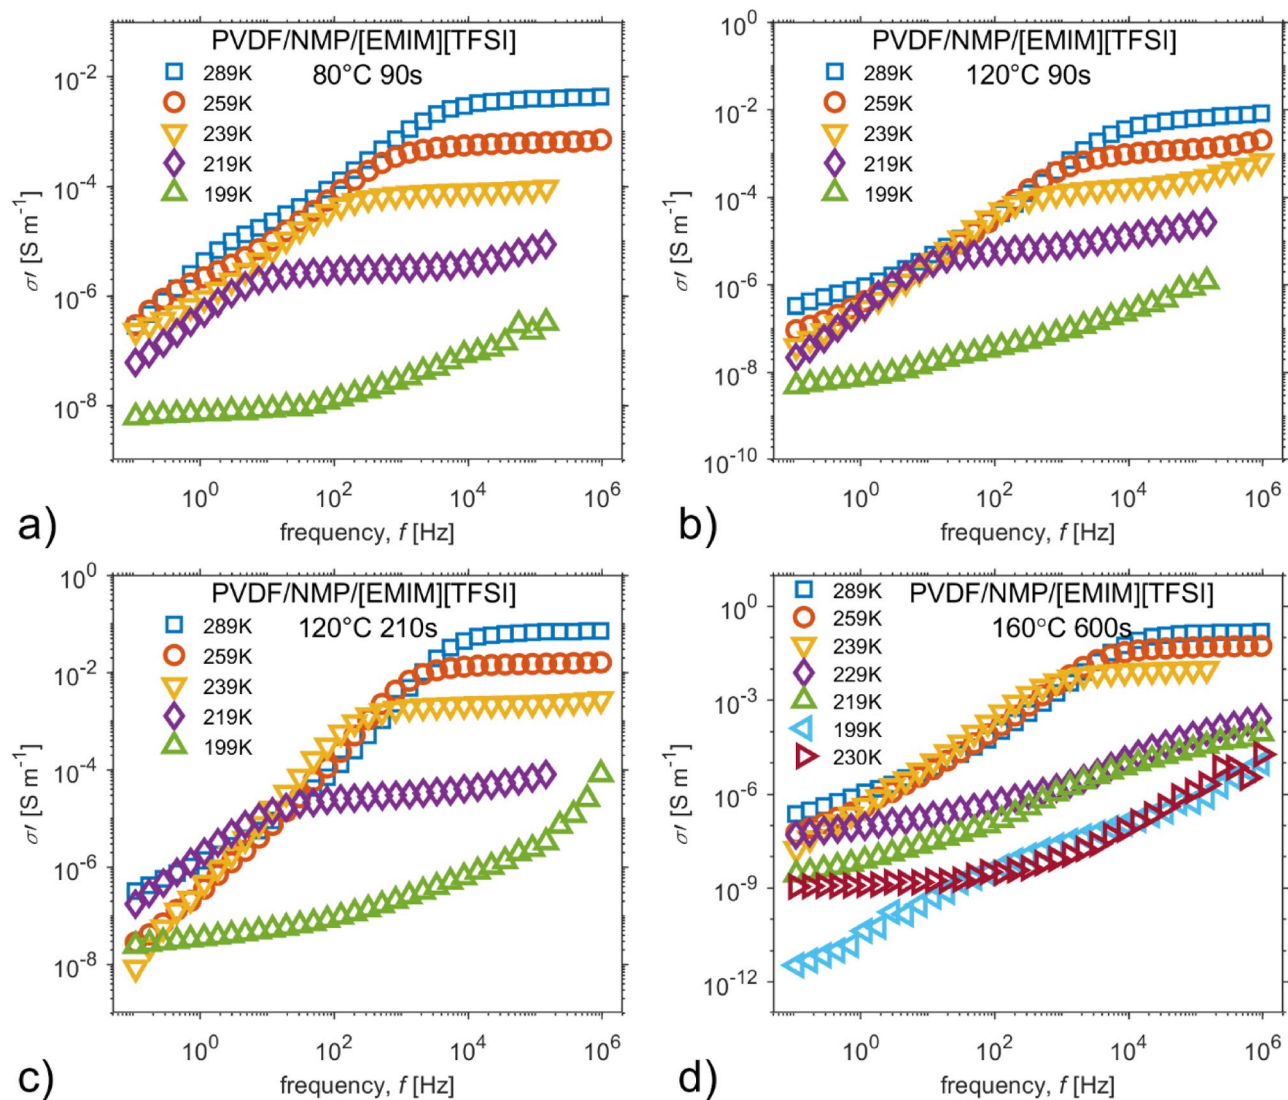 PVDF/NMP/[EMIM][TFSI]
80°C 90s
289K
259K
239K
219K
199K
10^-2
10^-4
10^-6
10^-8
σ′ [S m^-1]
10^0
10^2
10^4
10^6
frequency, f [Hz]
a)
PVDF/NMP/[EMIM][TFSI]
120°C 90s
289K
259K
239K
219K
199K
10^0
10^-2
10^-4
10^-6
10^-8
10^-10
σ′ [S m^-1]
10^0
10^2
10^4
10^6
frequency, f [Hz]
b)
PVDF/NMP/[EMIM][TFSI]
120°C 210s
289K
259K
239K
219K
199K
10^0
10^-2
10^-4
10^-6
10^-8
σ′ [S m^-1]
10^0
10^2
10^4
10^6
frequency, f [Hz]
c)
PVDF/NMP/[EMIM][TFSI]
160°C 600s
289K
259K
239K
229K
219K
199K
230K
10^0
10^-3
10^-6
10^-9
10^-12
σ′ [S m^-1]
10^0
10^2
10^4
10^6
frequency, f [Hz]
d)